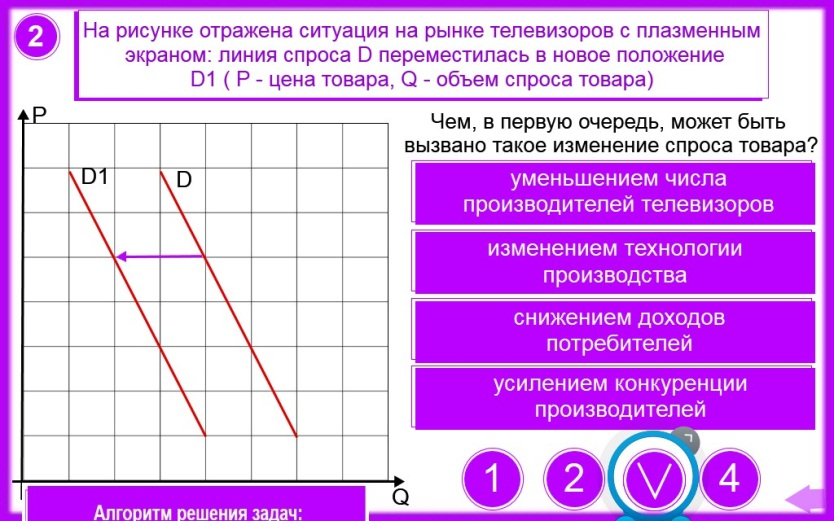 2
На рисунке отражена ситуация на рынке телевизоров с плазменным
экраном: линия спроса D переместилась в новое положение
D1 ( P - цена товара, Q - объем спроса товара)
P
D1
D
Q
Чем, в первую очередь, может быть
вызвано такое изменение спроса товара?
уменьшением числа
производителей телевизоров
изменением технологии
производства
снижением доходов
потребителей
усилением конкуренции
производителей
1
2
4
Алгоритм решения задач: